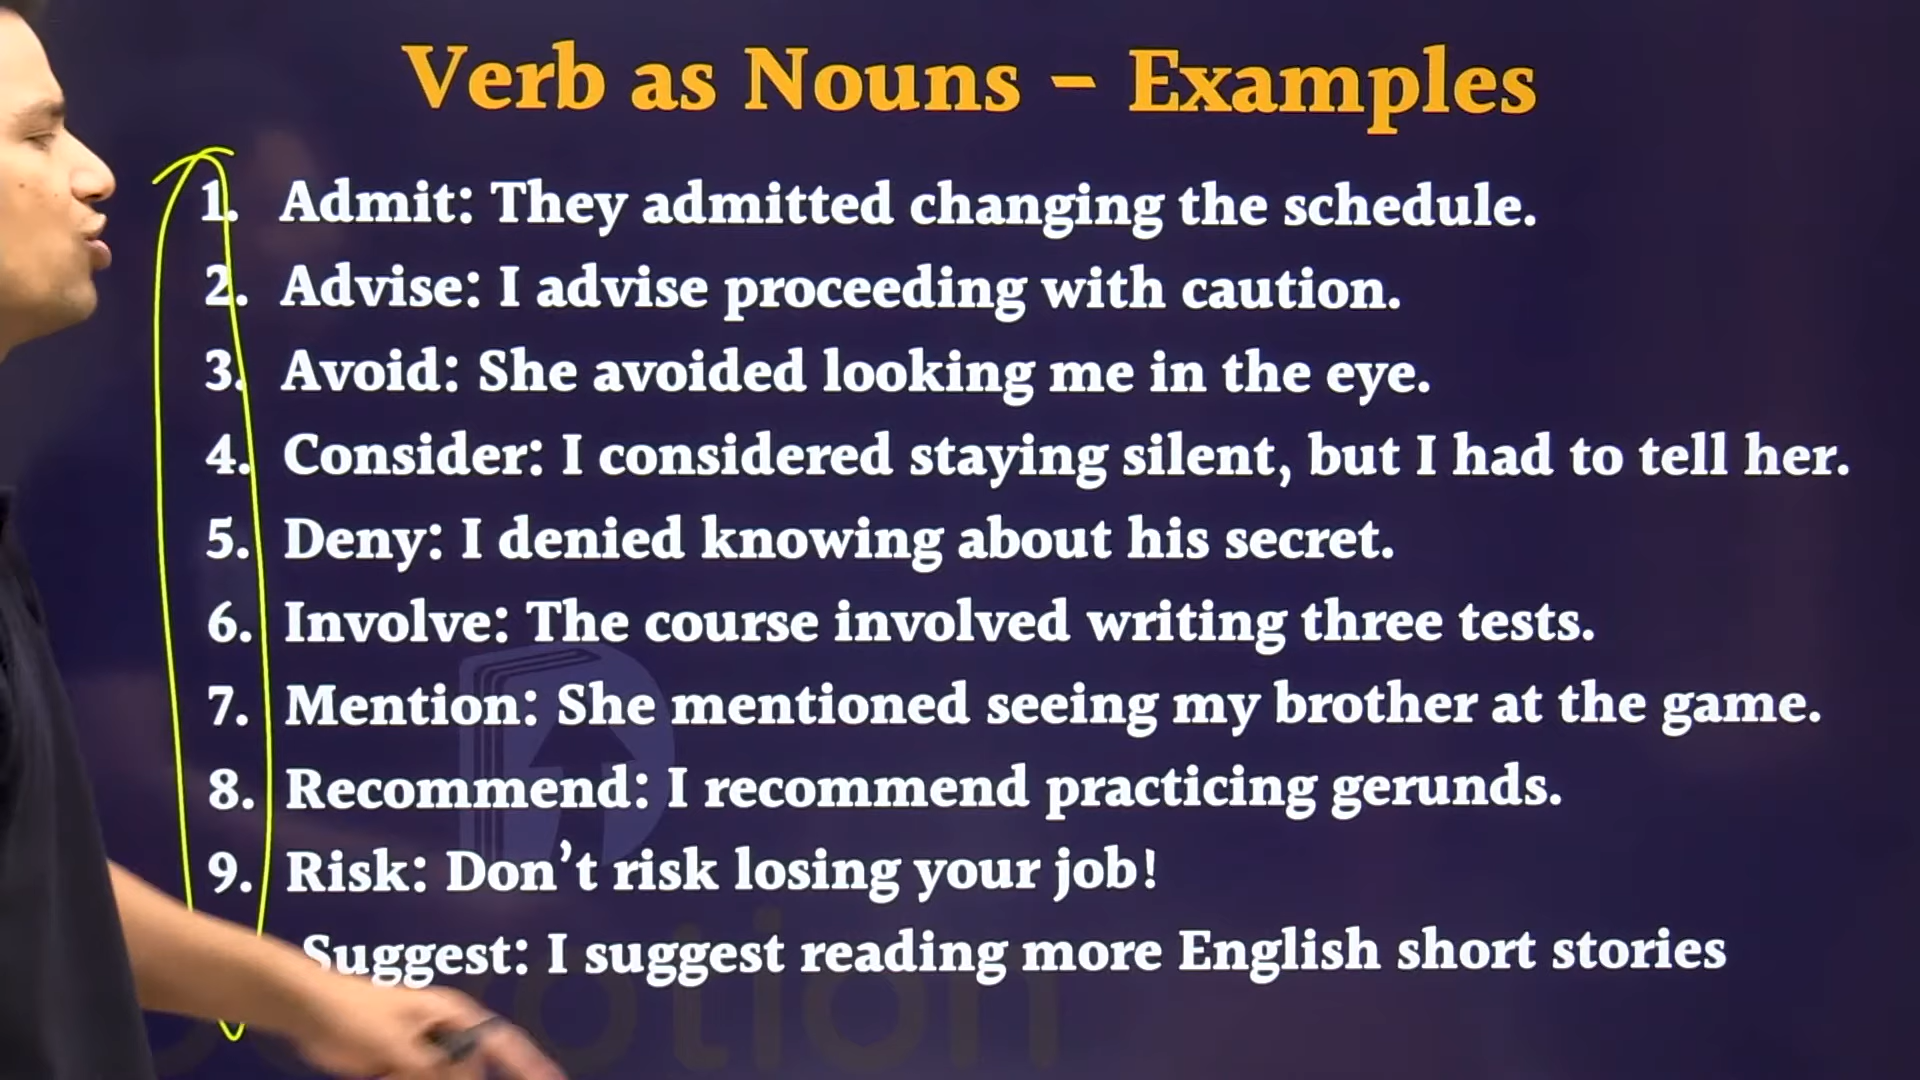 Verb as Nouns – Examples
1. Admit: They admitted changing the schedule.
2. Advise: I advise proceeding with caution.
3. Avoid: She avoided looking me in the eye.
4. Consider: I considered staying silent, but I had to tell her.
5. Deny: I denied knowing about his secret.
6. Involve: The course involved writing three tests.
7. Mention: She mentioned seeing my brother at the game.
8. Recommend: I recommend practicing gerunds.
9. Risk: Don't risk losing your job!
Suggest: I suggest reading more English short stories